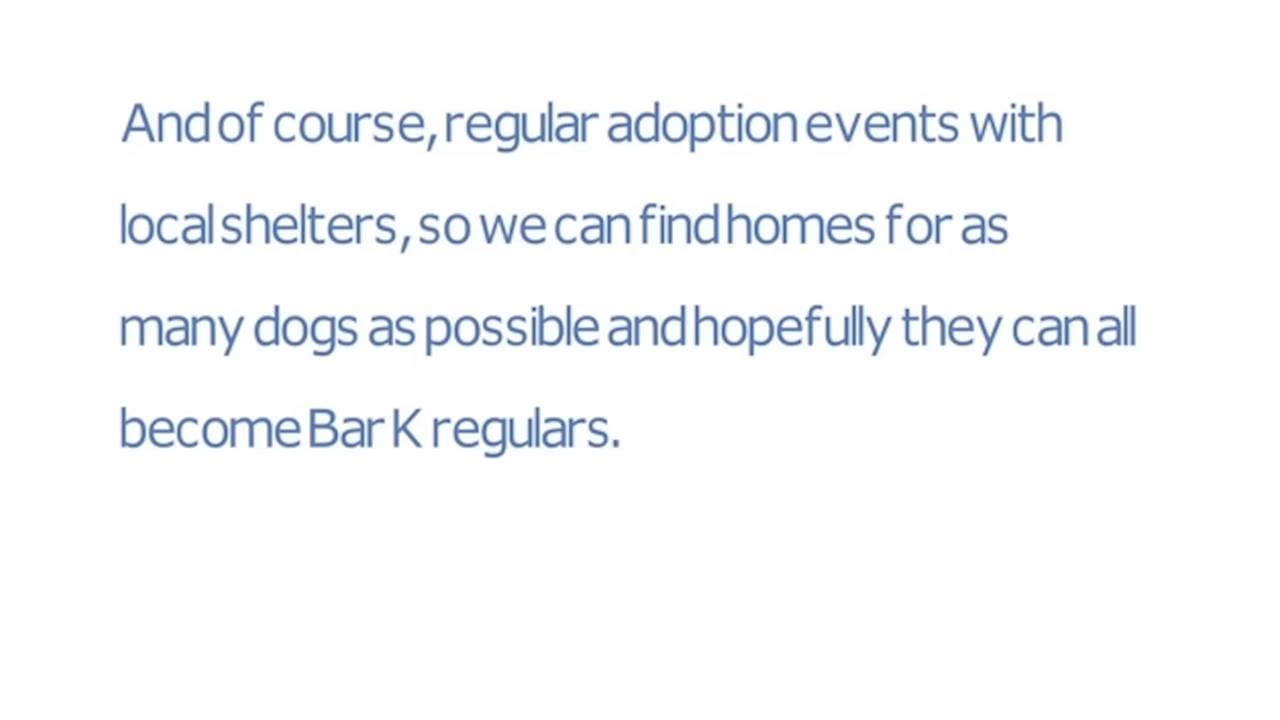 And of course, regular adoption events with
local shelters, so we can find homes for as
many dogs as possible and hopefully they can all
become Bar K regulars.